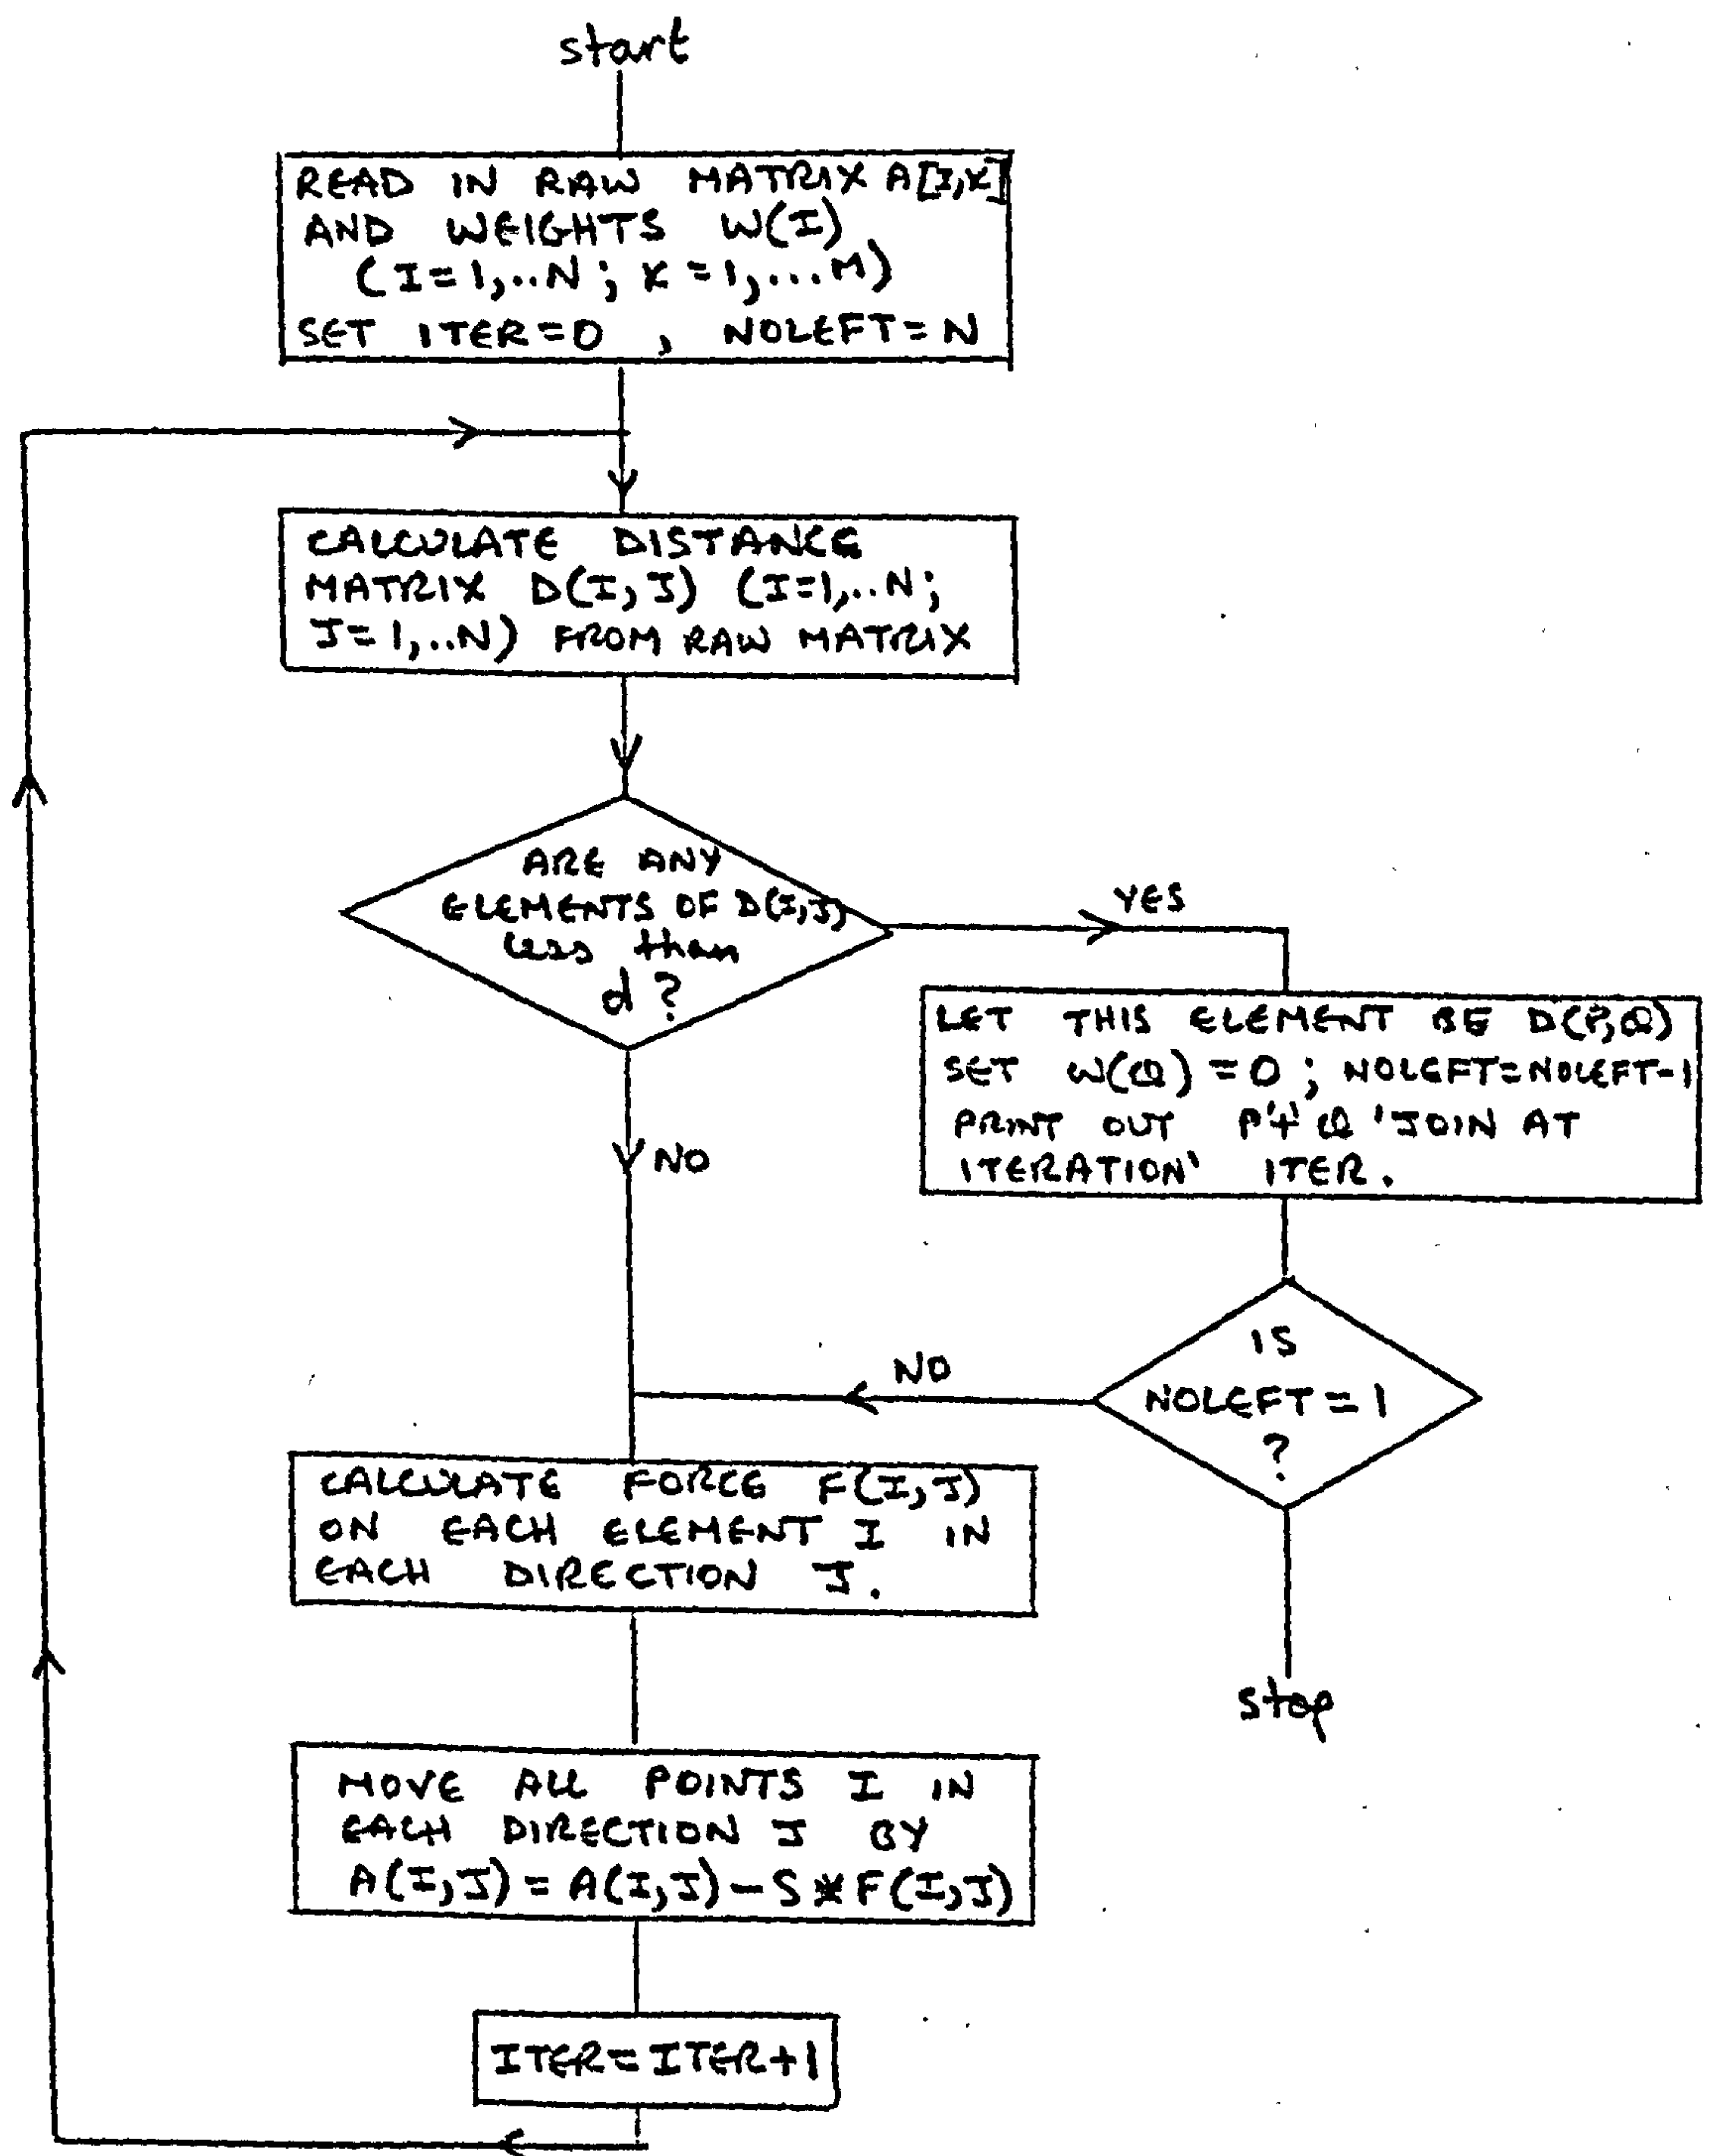 start
READ IN RAW MATRIX A[I,K]
AND WEIGHTS W(I)
(I=1,..N; K=1,...M)
SET ITER=0 , NOLEFT=N
CALCULATE DISTANCE
MATRIX D(I,J) (I=1,..N;
J=1,..N) FROM RAW MATRIX
ARE ANY
ELEMENTS OF D(I,J)
less than
d ?
YES
LET THIS ELEMENT BE D(P,Q)
SET W(Q) =0 ; NOLEFT=NOLEFT-1
PRINT OUT P'+'Q 'JOIN AT
ITERATION' ITER.
NO
IS
NOLEFT=1
?
NO
stop
CALCULATE FORCE F(I,J)
ON EACH ELEMENT I IN
EACH DIRECTION J.
MOVE ALL POINTS I IN
EACH DIRECTION J BY
A(I,J)=A(I,J)-S*F(I,J)
ITER=ITER+1